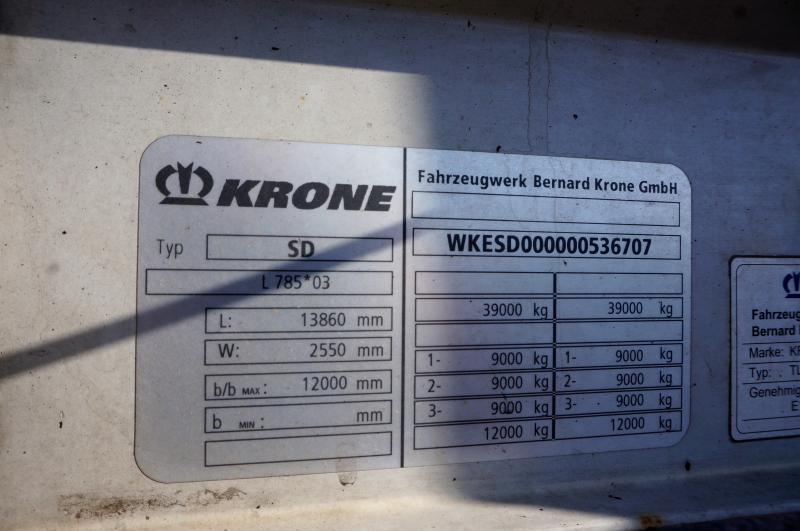 KRONE
Typ SD
L 785*03
L: 13860 mm
W: 2550 mm
b/b MAX: 12000 mm
b MIN: mm
Fahrzeugwerk Bernard Krone GmbH
WKESD000000536707
39000 kg 39000 kg
1- 9000 kg 1- 9000 kg
2- 9000 kg 2- 9000 kg
3- 9000 kg 3- 9000 kg
12000 kg 12000 kg
Bernard
Marke:
Typ: